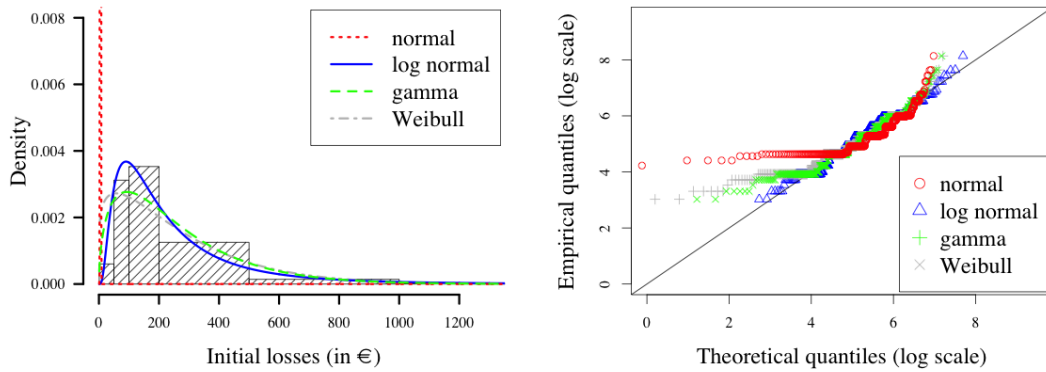 0.008
0.006
0.004
0.002
0.000
Density
0
200
400
600
800
1000
1200
Initial losses (in €)
normal
log normal
gamma
Weibull
8
6
4
2
0
Empirical quantiles (log scale)
0
2
4
6
8
Theoretical quantiles (log scale)
normal
log normal
gamma
Weibull